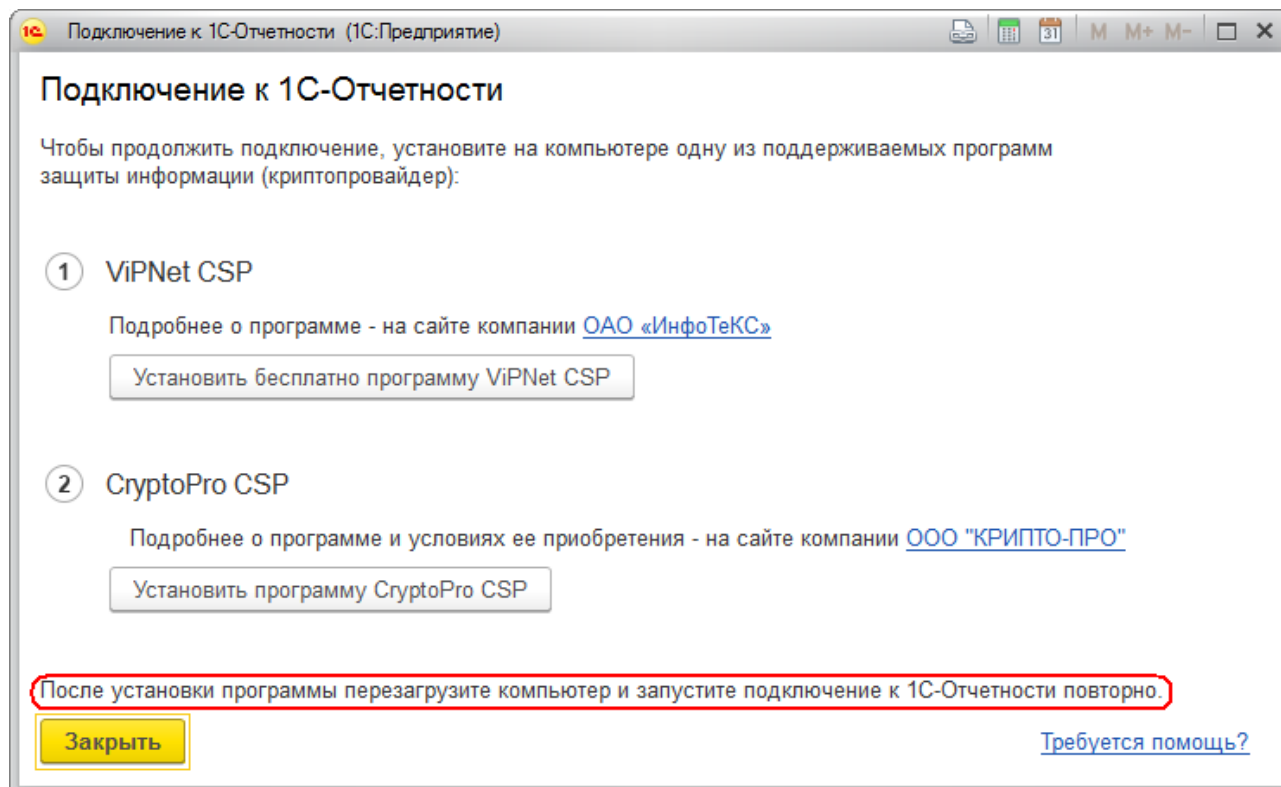 1С Подключение к 1С-Отчетности (1С:Предприятие) 31 M M+ M-
Подключение к 1С-Отчетности
Чтобы продолжить подключение, установите на компьютере одну из поддерживаемых программ
защиты информации (криптопровайдер):
1 ViPNet CSP
Подробнее о программе - на сайте компании ОАО «ИнфоТеКС»
Установить бесплатно программу ViPNet CSP
2 CryptoPro CSP
Подробнее о программе и условиях ее приобретения - на сайте компании ООО "КРИПТО-ПРО"
Установить программу CryptoPro CSP
После установки программы перезагрузите компьютер и запустите подключение к 1С-Отчетности повторно.
Закрыть Требуется помощь?